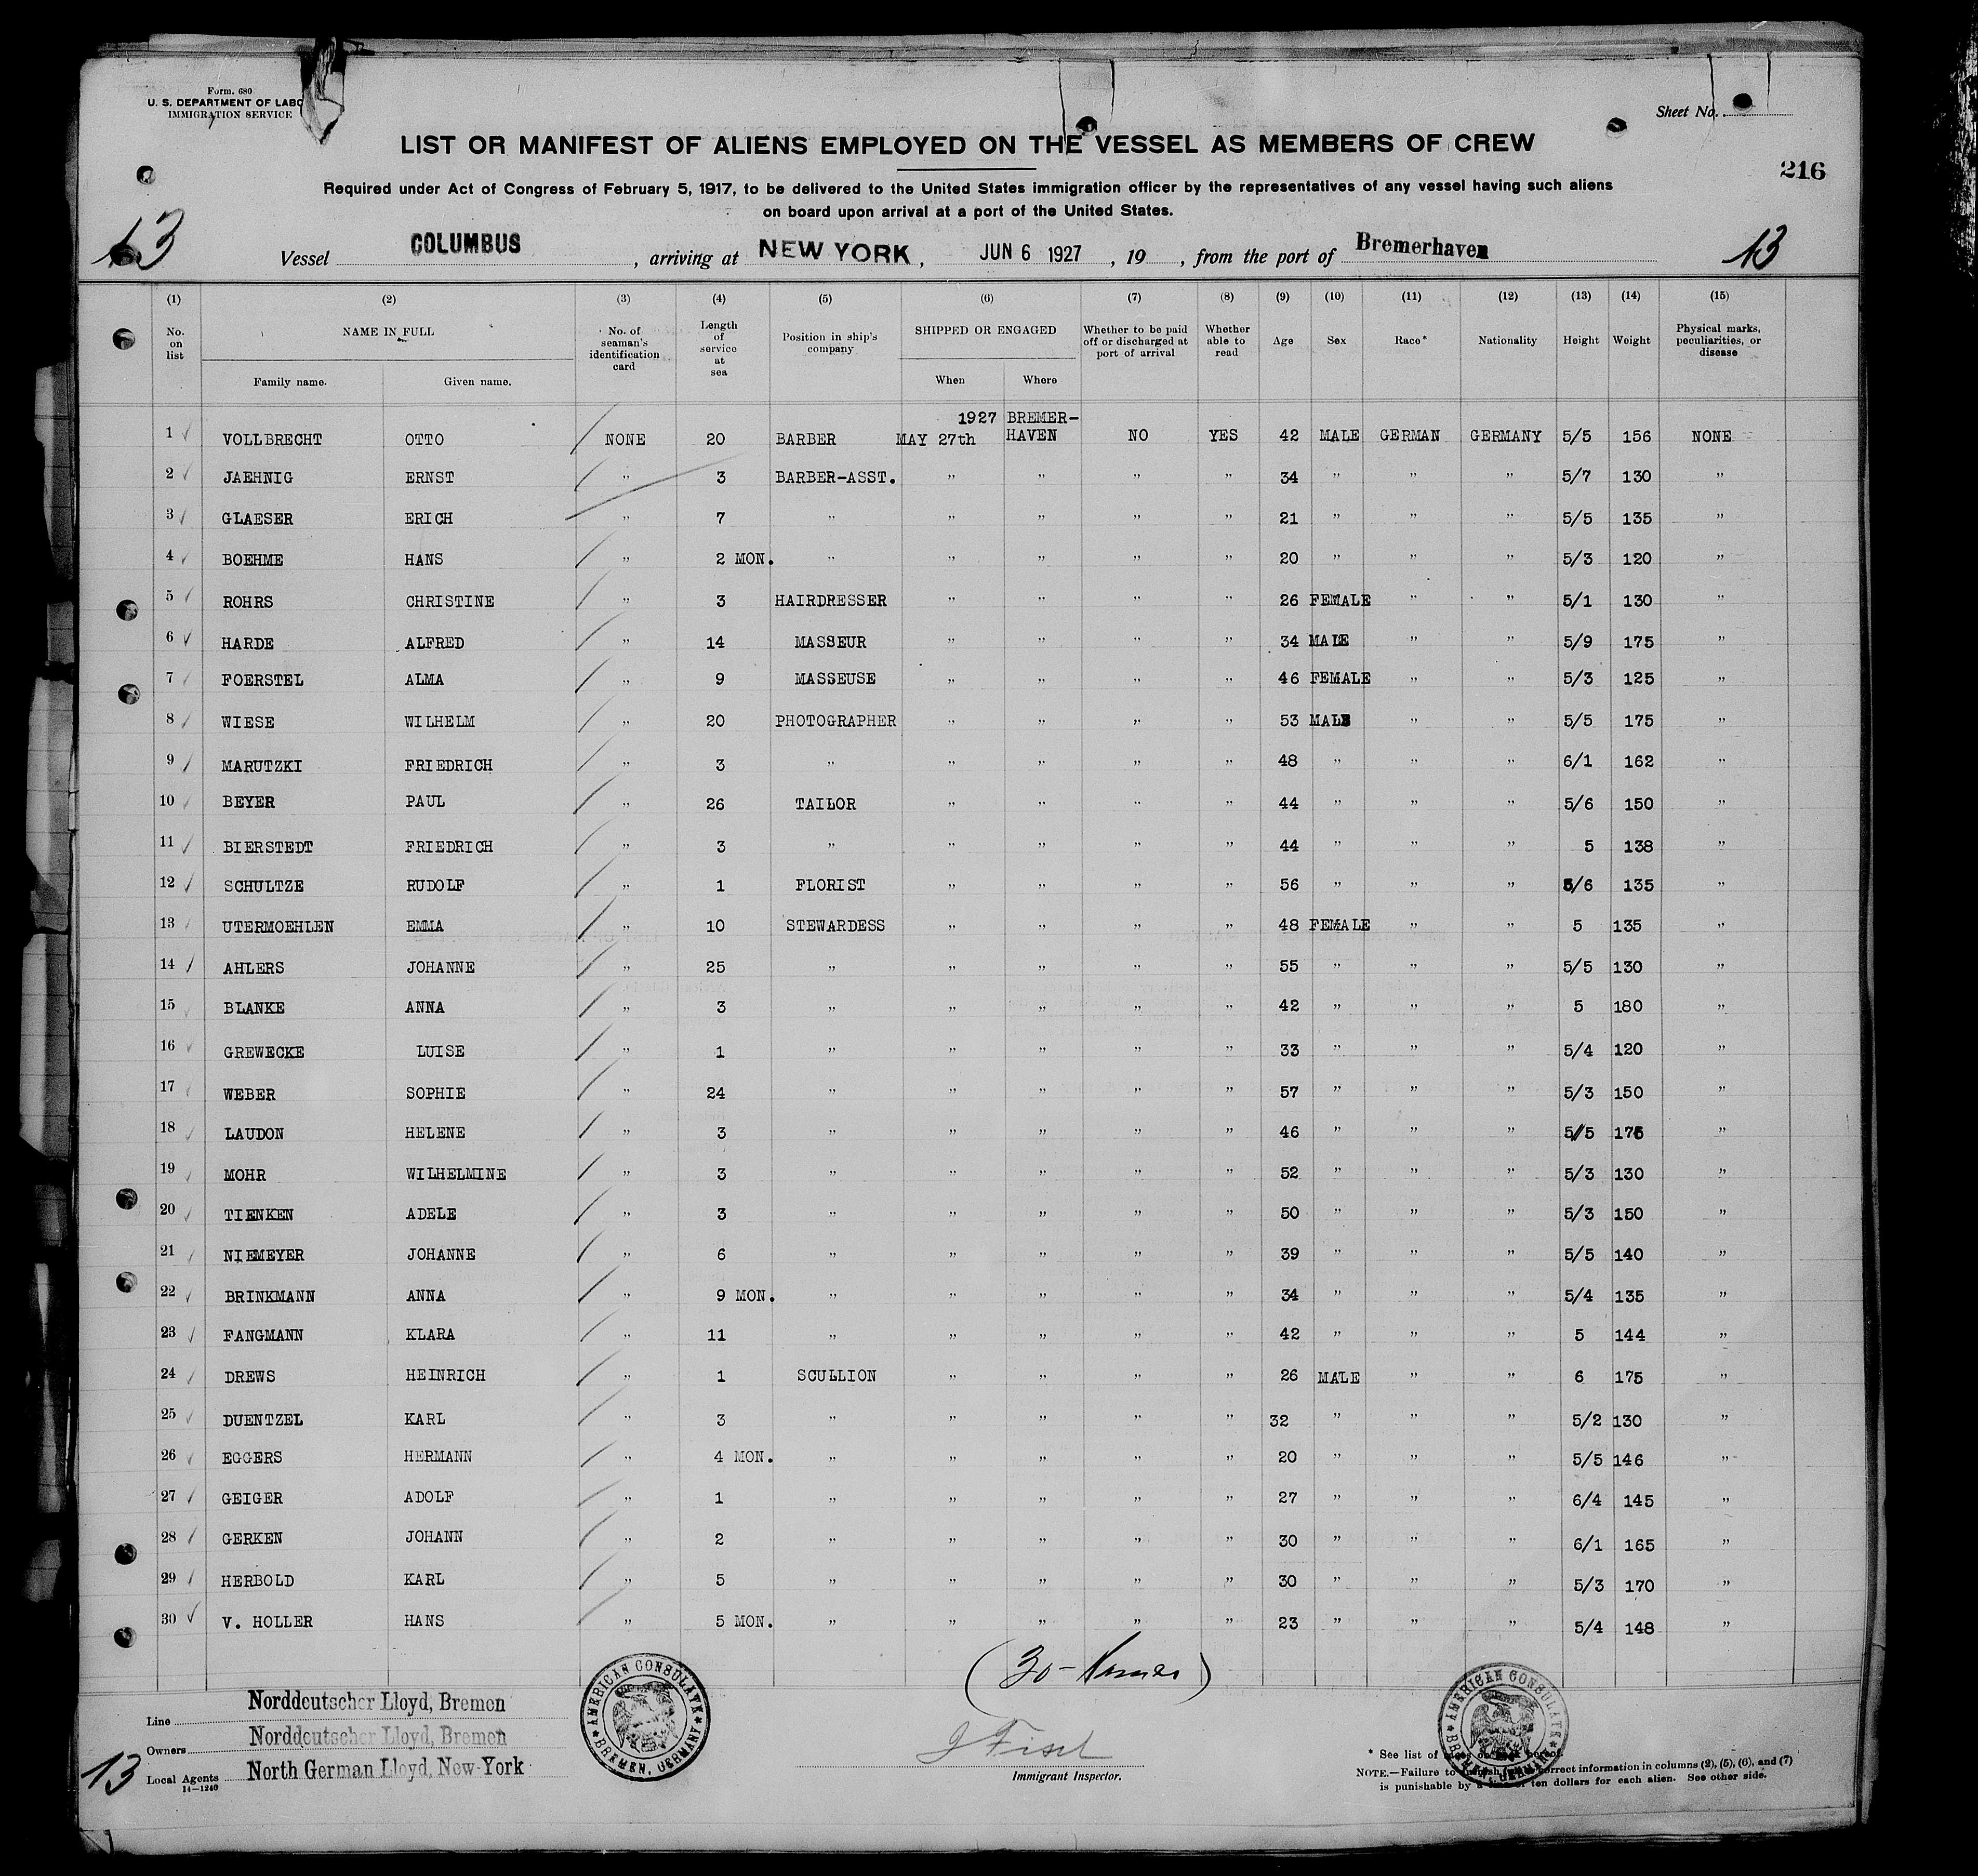 Form. 680
U. S. DEPARTMENT OF LABO
IMMIGRATION SERVICE
Sheet No.
LIST OR MANIFEST OF ALIENS EMPLOYED ON THE VESSEL AS MEMBERS OF CREW
216
Required under Act of Congress of February 5, 1917, to be delivered to the United States immigration officer by the representatives of any vessel having such aliens
on board upon arrival at a port of the United States.
13 Vessel COLUMBUS, arriving at NEW YORK, JUN 6 1927, 19 , from the port of Bremerhaven 13
(1) (2) (3) (4) (5) (6) (7) (8) (9) (10) (11) (12) (13) (14) (15)
No. on list NAME IN FULL No. of seaman's identification card Length of service at sea Position in ship's company SHIPPED OR ENGAGED Whether to be paid off or discharged at port of arrival Whether able to read Age Sex Race* Nationality Height Weight Physical marks, peculiarities, or disease
Family name. Given name. When Where
1927 BREMER-
1 ✓ VOLLBRECHT OTTO NONE 20 BARBER MAY 27th HAVEN NO YES 42 MALE GERMAN GERMANY 5/5 156 NONE
2 ✓ JAEHNIG ERNST " 3 BARBER-ASST. " " " " 34 " " " 5/7 130 "
3 ✓ GLAESER ERICH " 7 " " " " " 21 " " " 5/5 135 "
4 ✓ BOEHME HANS " 2 MON. " " " " " 20 " " " 5/3 120 "
5 ✓ ROHRS CHRISTINE " 3 HAIRDRESSER " " " " 26 FEMALE " " 5/1 130 "
6 ✓ HARDE ALFRED " 14 MASSEUR " " " " 34 MALE " " 5/9 175 "
7 ✓ FOERSTEL ALMA " 9 MASSEUSE " " " " 46 FEMALE " " 5/3 125 "
8 ✓ WIESE WILHELM " 20 PHOTOGRAPHER " " " " 53 MALE " " 5/5 175 "
9 ✓ MARUTZKI FRIEDRICH " 3 " " " " " 48 " " " 6/1 162 "
10 ✓ BEYER PAUL " 26 TAILOR " " " " 44 " " " 5/6 150 "
11 ✓ BIERSTEDT FRIEDRICH " 3 " " " " " 44 " " " 5 138 "
12 ✓ SCHULTZE RUDOLF " 1 FLORIST " " " " 56 " " " 5/6 135 "
13 ✓ UTERMOEHLEN EMMA " 10 STEWARDESS " " " " 48 FEMALE " " 5 135 "
14 ✓ AHLERS JOHANNE " 25 " " " " " 55 " " " 5/5 130 "
15 ✓ BLANKE ANNA " 3 " " " " " 42 " " " 5 180 "
16 ✓ GREWECKE LUISE " 1 " " " " " 33 " " " 5/4 120 "
17 ✓ WEBER SOPHIE " 24 " " " " " 57 " " " 5/3 150 "
18 ✓ LAUDON HELENE " 3 " " " " " 46 " " " 5/5 175 "
19 ✓ MOHR WILHELMINE " 3 " " " " " 52 " " " 5/3 130 "
20 ✓ TIENKEN ADELE " 3 " " " " " 50 " " " 5/3 150 "
21 ✓ NIEMEYER JOHANNE " 6 " " " " " 39 " " " 5/5 140 "
22 ✓ BRINKMANN ANNA " 9 MON. " " " " " 34 " " " 5/4 135 "
23 ✓ FANGMANN KLARA " 11 " " " " " 42 " " " 5 144 "
24 ✓ DREWS HEINRICH " 1 SCULLION " " " " 26 MALE " " 6 175 "
25 ✓ DUENTZEL KARL " 3 " " " " " 32 " " " 5/2 130 "
26 ✓ EGGERS HERMANN " 4 MON. " " " " " 20 " " " 5/5 146 "
27 ✓ GEIGER ADOLF " 1 " " " " " 27 " " " 6/4 145 "
28 ✓ GERKEN JOHANN " 2 " " " " " 30 " " " 6/1 165 "
29 ✓ HERBOLD KARL " 5 " " " " " 30 " " " 5/3 170 "
30 ✓ V. HOLLER HANS " 5 MON. " " " " " 23 " " " 5/4 148 "
(30 - Names)
Line Norddeutscher Lloyd, Bremen
Owners Norddeutscher Lloyd, Bremen
13 Local Agents North German Lloyd, New-York
14-1240
AMERICAN CONSULATE BREMEN, GERMANY
Immigrant Inspector.
AMERICAN CONSULATE BREMEN, GERMANY
* See list of
NOTE.—Failure to correct information in columns (2), (5), (6), and (7)
is punishable by a ten dollars for each alien. See other side.